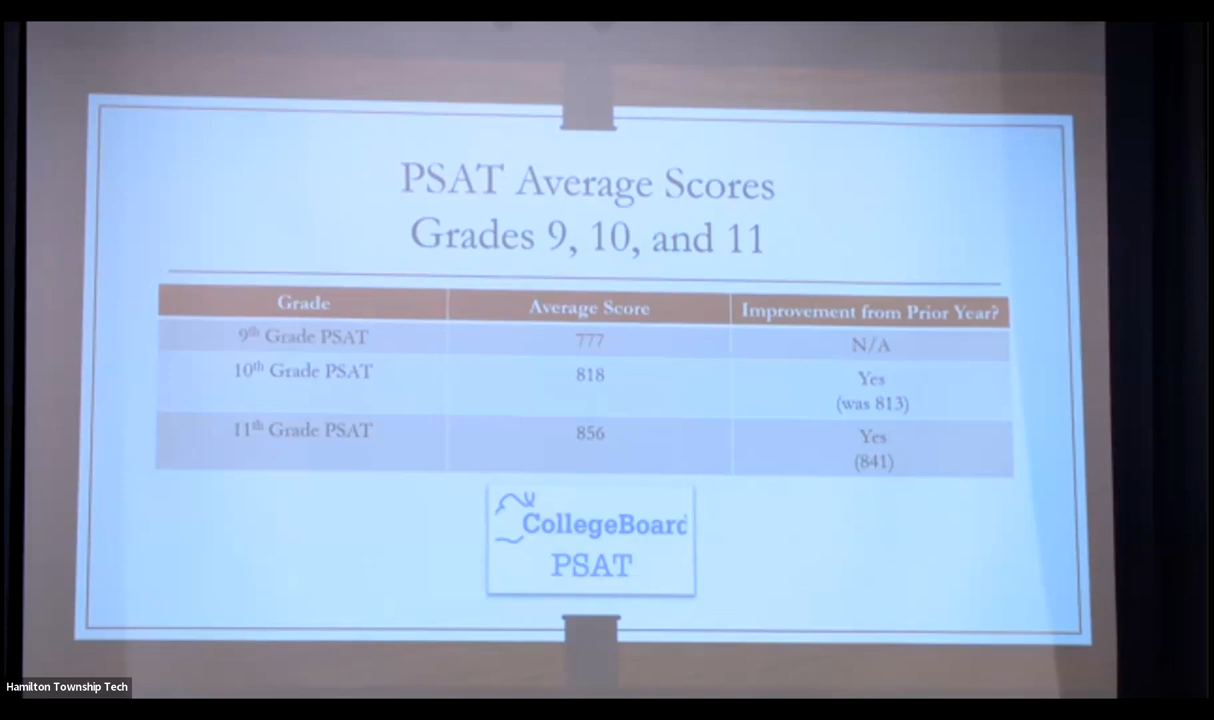 PSAT Average Scores
Grades 9, 10, and 11
Grade Average Score Improvement from Prior Year?
9th Grade PSAT 777 N/A
10th Grade PSAT 818 Yes
(was 813)
11th Grade PSAT 856 Yes
(841)
CollegeBoard
PSAT
Hamilton Township Tech